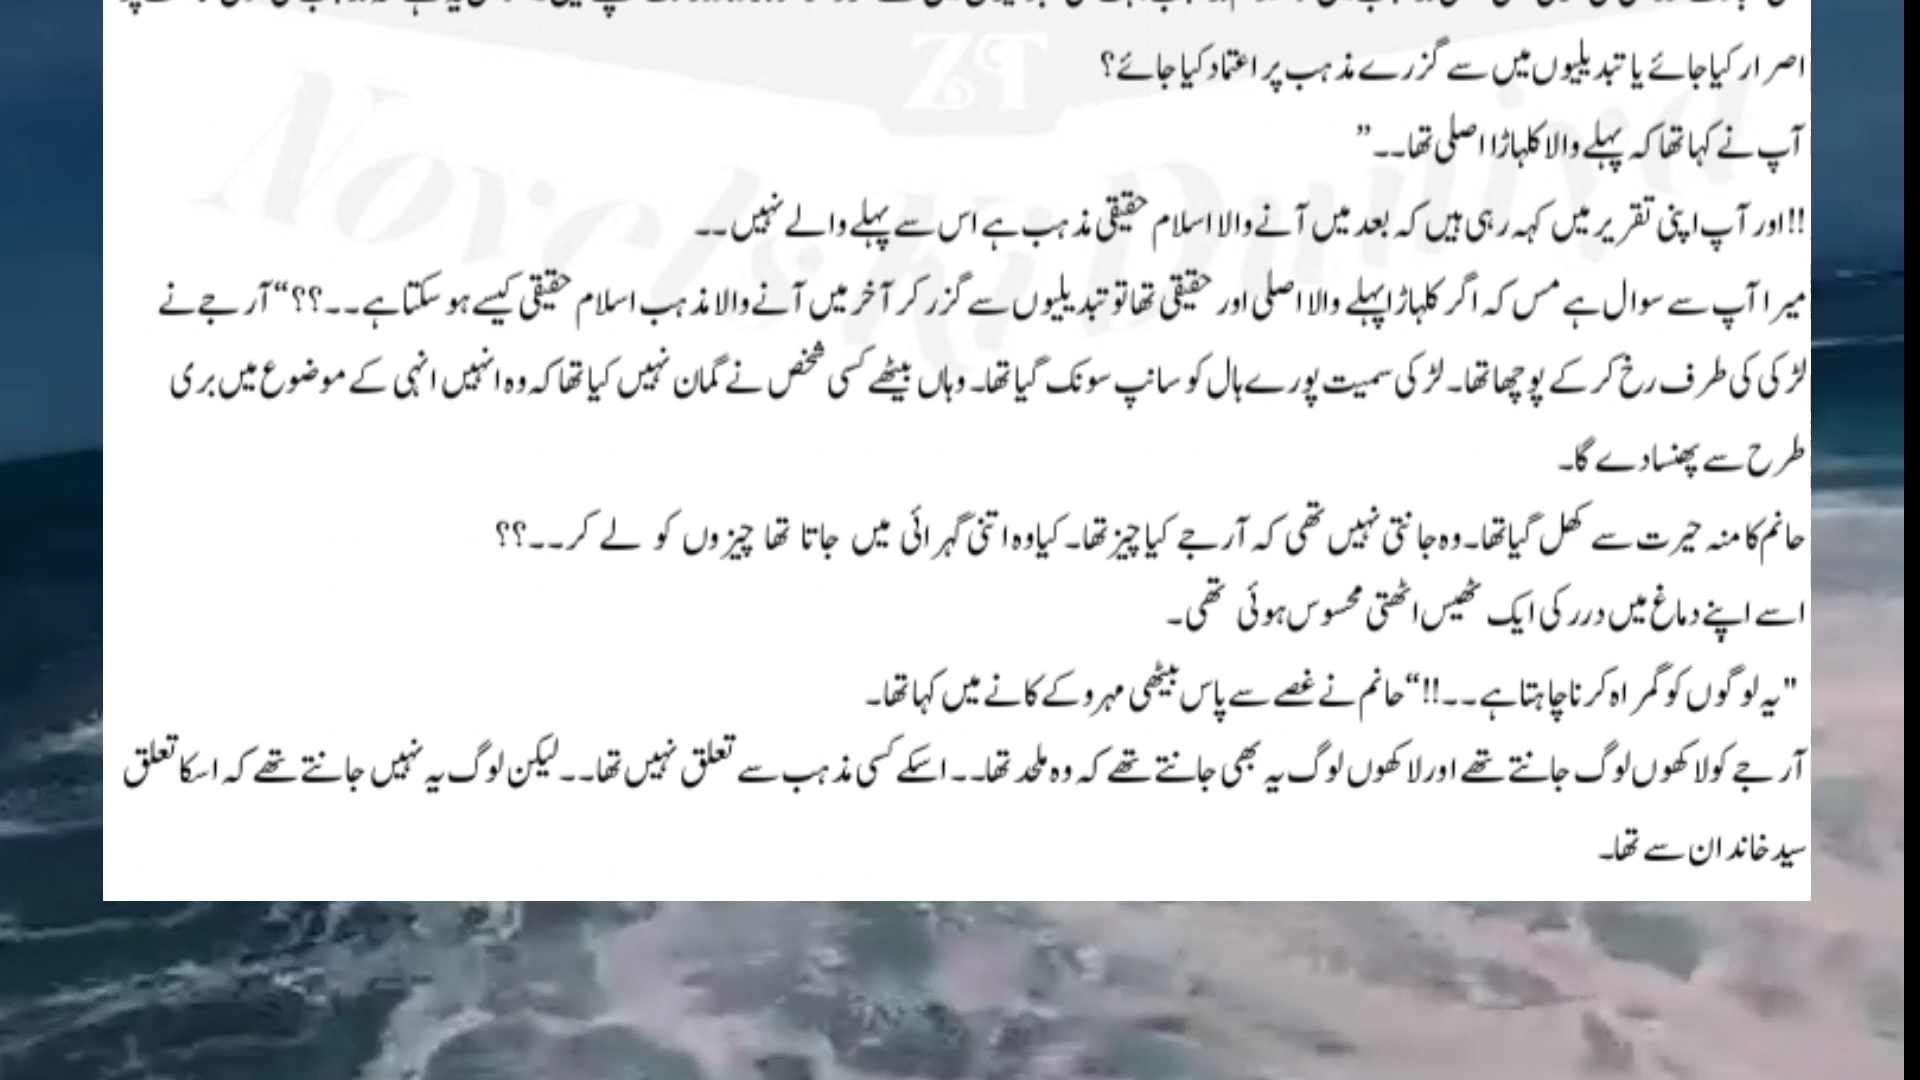 اصرار کیا جائے یا تبدیلیوں میں سے گزرے مذہب پر اعتماد کیا جائے؟
آپ نے کہا تھا کہ پہلے والا کلہاڑا اصلی تھا۔۔”
!!اور آپ اپنی تقریر میں کہہ رہی ہیں کہ بعد میں آنے والا اسلام حقیقی مذہب ہے اس سے پہلے والے نہیں۔۔
میرا آپ سے سوال ہے مس کہ اگر کلہاڑا پہلے والا اصلی اور حقیقی تھا تو تبدیلیوں سے گزر کر آخر میں آنے والا مذہب اسلام حقیقی کیسے ہو سکتا ہے۔۔؟؟“ آرجے نے
لڑکی کی طرف رخ کر کے پوچھا تھا۔ لڑکی سمیت پورے ہال کو سانپ سونک گیا تھا۔ وہاں بیٹھے کسی شخص نے گمان نہیں کیا تھا کہ وہ انہیں انہی کے موضوع میں بری
طرح سے پھنسا دے گا۔
حانم کا منہ حیرت سے کھل گیا تھا۔ وہ جانتی نہیں تھی کہ آرجے کیا چیز تھا۔ کیا وہ اتنی گہرائی میں جاتا تھا چیزوں کو لے کر۔۔؟؟
اسے اپنے دماغ میں درر کی ایک ٹھیس اٹھتی محسوس ہوئی تھی۔
"یہ لوگوں کو گمراہ کرنا چاہتا ہے۔۔!!“ حانم نے غصے سے پاس بیٹھی مہرو کے کانے میں کہا تھا۔
آرجے کو لاکھوں لوگ جانتے تھے اور لاکھوں لوگ یہ بھی جانتے تھے کہ وہ ملحد تھا۔۔ اسکے کسی مذہب سے تعلق نہیں تھا۔۔ لیکن لوگ یہ نہیں جانتے تھے کہ اسکا تعلق
سید خاندان سے تھا۔
Novels Ki Duniya